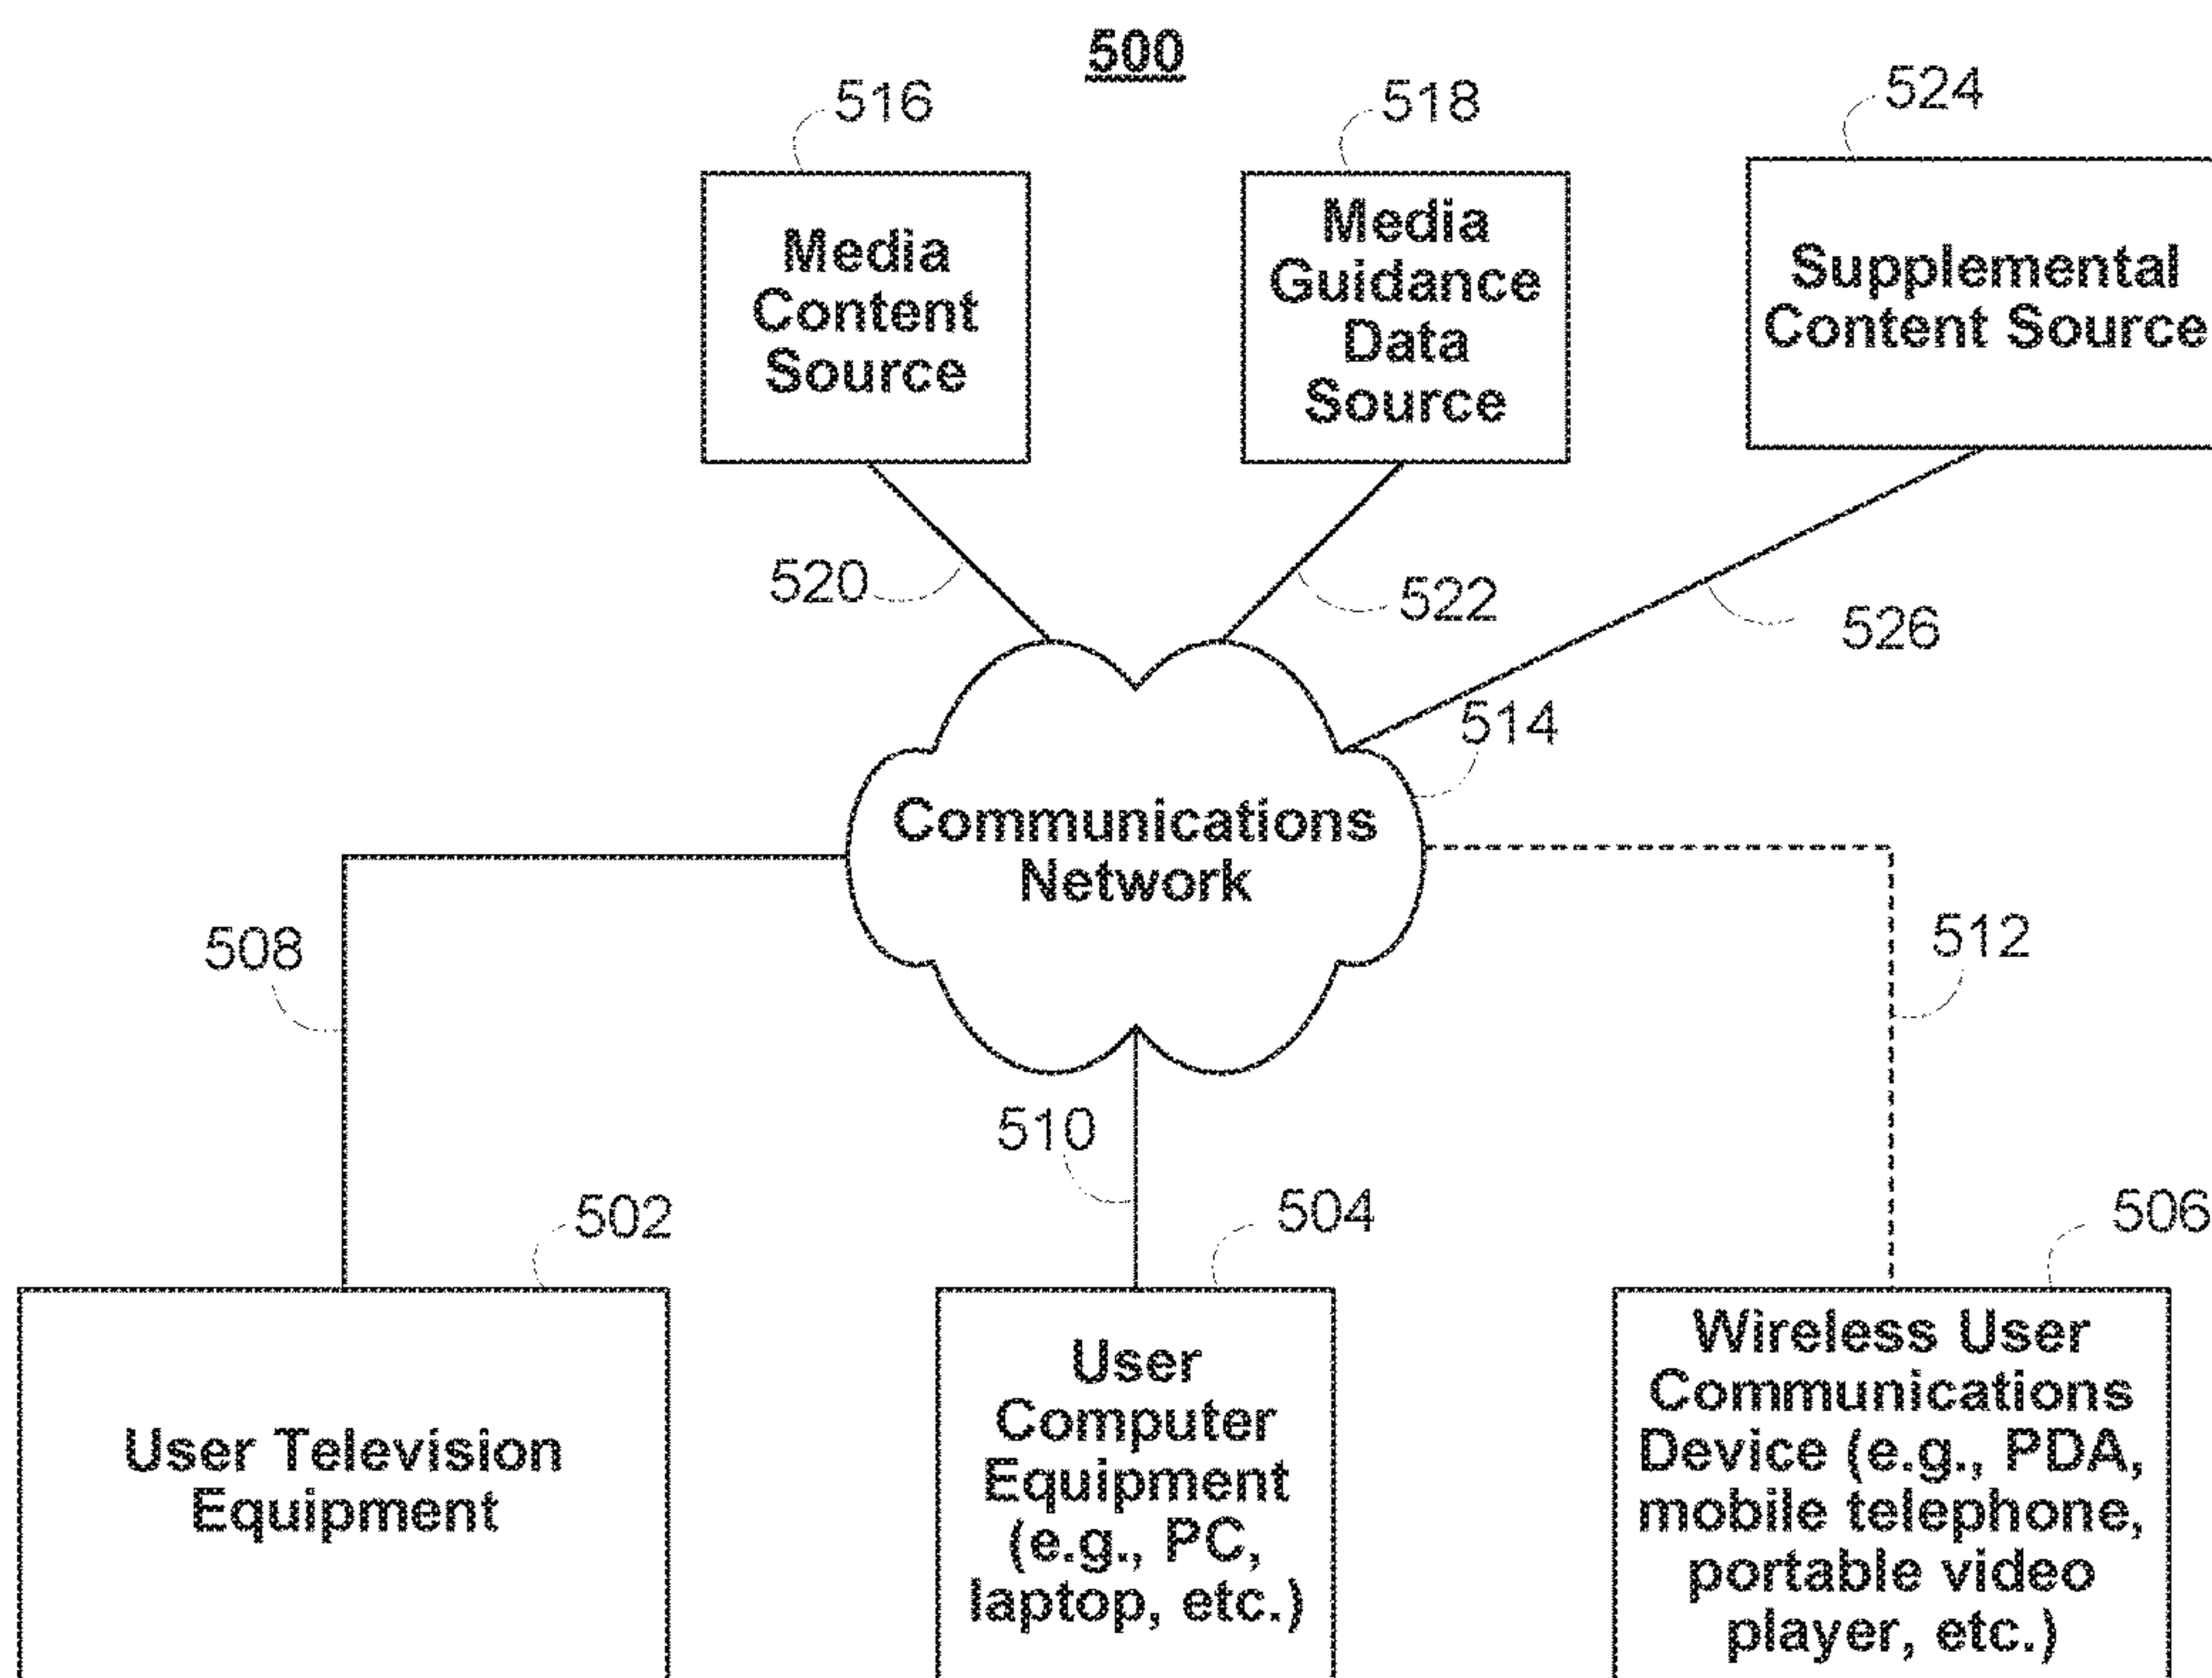 500
516
518
524
Media
Content
Source
Media
Guidance
Data
Source
Supplemental
Content Source
520
522
526
514
Communications
Network
508
512
510
502
504
506
User Television
Equipment
User
Computer
Equipment
(e.g., PC,
laptop, etc.)
Wireless User
Communications
Device (e.g., PDA,
mobile telephone,
portable video
player, etc.)